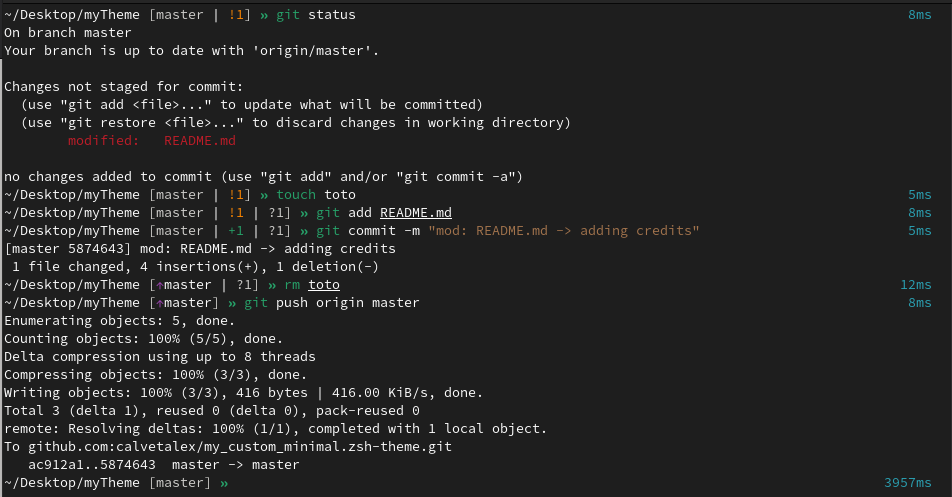 ~/Desktop/myTheme [master | !1] » git status 8ms
On branch master
Your branch is up to date with 'origin/master'.
Changes not staged for commit:
(use "git add <file>..." to update what will be committed)
(use "git restore <file>..." to discard changes in working directory)
modified: README.md
no changes added to commit (use "git add" and/or "git commit -a")
~/Desktop/myTheme [master | !1] » touch toto 5ms
~/Desktop/myTheme [master | !1 | ?1] » git add README.md 8ms
~/Desktop/myTheme [master | +1 | ?1] » git commit -m "mod: README.md -> adding credits" 5ms
[master 5874643] mod: README.md -> adding credits
1 file changed, 4 insertions(+), 1 deletion(-)
~/Desktop/myTheme [↑master | ?1] » rm toto 12ms
~/Desktop/myTheme [↑master] » git push origin master 8ms
Enumerating objects: 5, done.
Counting objects: 100% (5/5), done.
Delta compression using up to 8 threads
Compressing objects: 100% (3/3), done.
Writing objects: 100% (3/3), 416 bytes | 416.00 KiB/s, done.
Total 3 (delta 1), reused 0 (delta 0), pack-reused 0
remote: Resolving deltas: 100% (1/1), completed with 1 local object.
To github.com:calvetalex/my_custom_minimal.zsh-theme.git
ac912a1..5874643 master -> master
~/Desktop/myTheme [master] » 3957ms